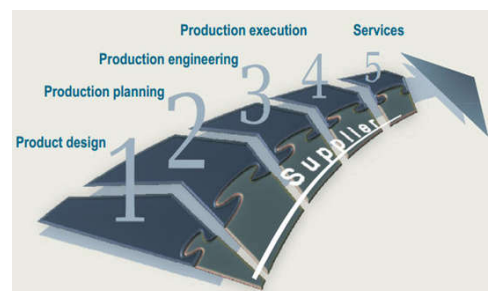 Production execution
Services
Production engineering
Production planning
Product design
1
2
3
4
5
Supplier